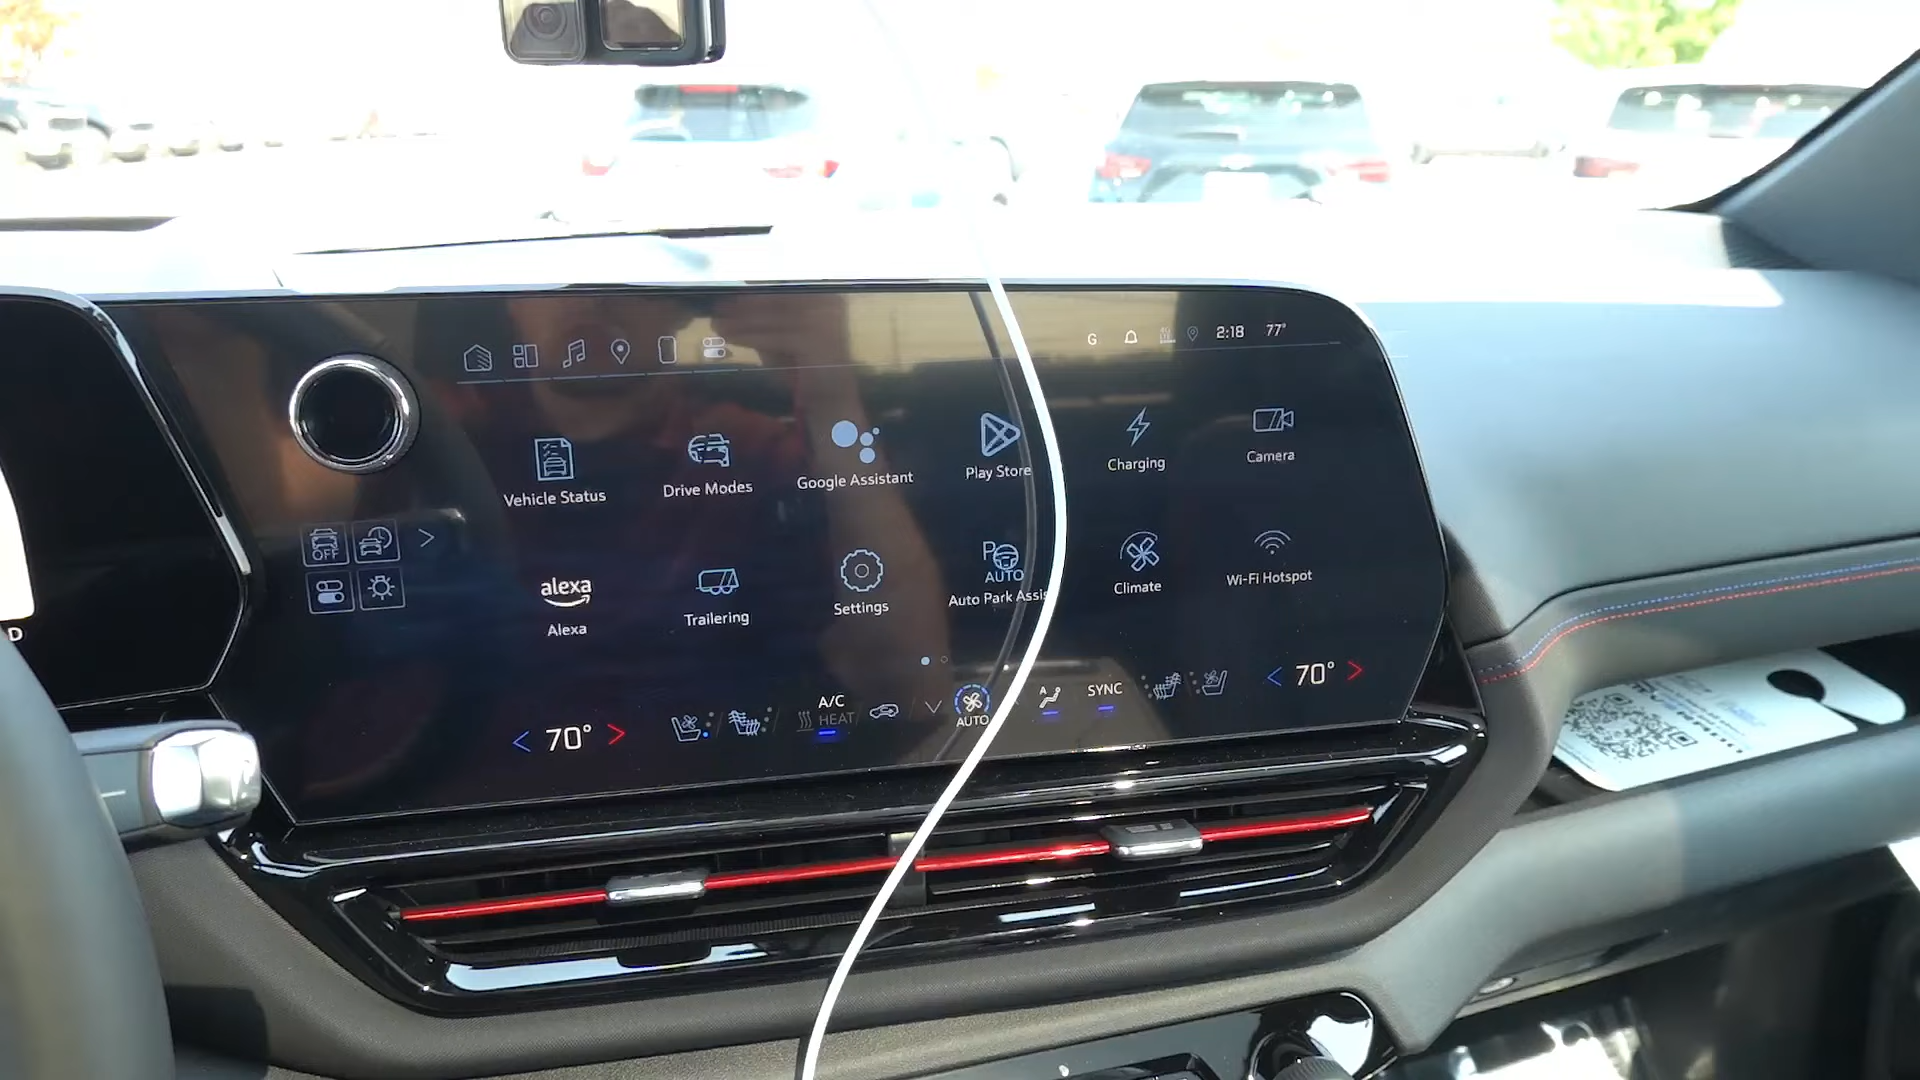 G 2:18 77°
Vehicle Status
Drive Modes
Google Assistant
Play Store
Charging
Camera
OFF
alexa
Alexa
Trailering
Settings
P
AUTO
Auto Park Assis
Climate
Wi-Fi Hotspot
D
70°
A/C
HEAT
AUTO
A
SYNC
70°